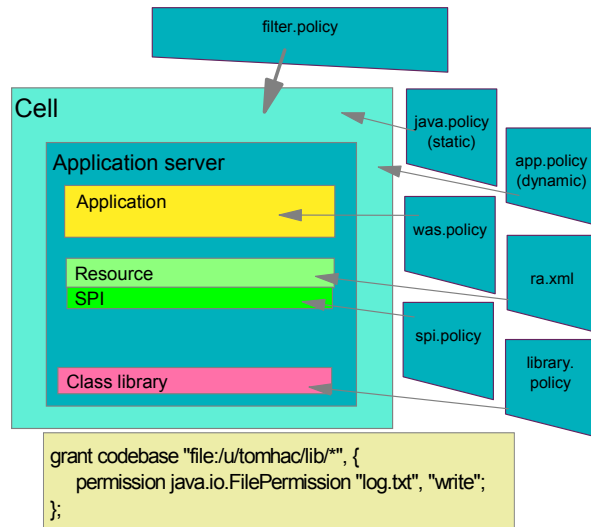 filter.policy
Cell
java.policy
(static)
Application server
app.policy
(dynamic)
Application
was.policy
Resource
ra.xml
SPI
spi.policy
library.
policy
Class library
grant codebase "file:/u/tomhac/lib/*", {
permission java.io.FilePermission "log.txt", "write";
};